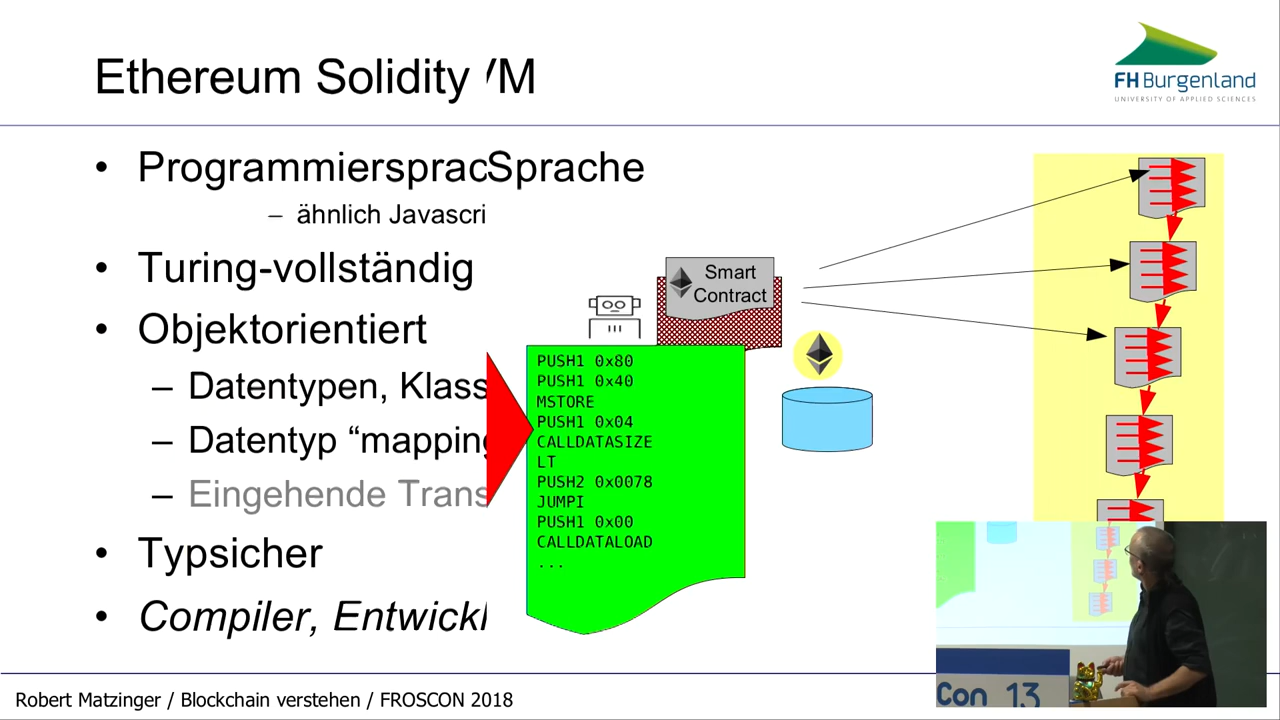 Ethereum Solidity VM
FH Burgenland
UNIVERSITY OF APPLIED SCIENCES
• ProgrammierspracSprache
– ähnlich Javascri
• Turing-vollständig
• Objektorientiert
– Datentypen, Klass
– Datentyp “mapping
– Eingehende Trans
• Typsicher
• Compiler, Entwickl
Smart
Contract
PUSH1 0x80
PUSH1 0x40
MSTORE
PUSH1 0x04
CALLDATASIZE
LT
PUSH2 0x0078
JUMPI
PUSH1 0x00
CALLDATALOAD
...
Con 13
Robert Matzinger / Blockchain verstehen / FROSCON 2018